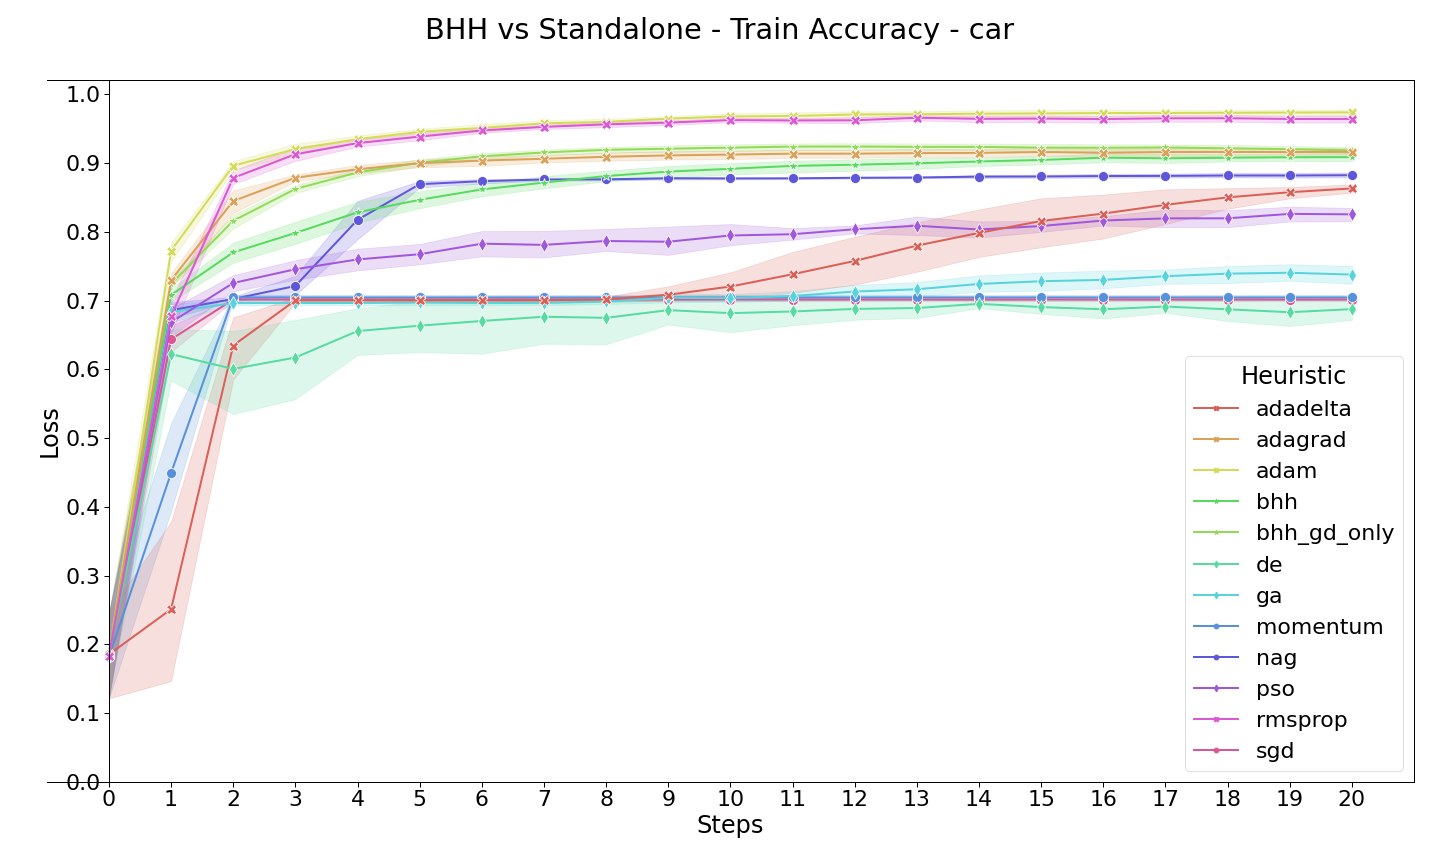 BHH vs Standalone - Train Accuracy - car
1.0
0.9
0.8
0.7
0.6
0.5
0.4
0.3
0.2
0.1
0.0
Loss
0 1 2 3 4 5 6 7 8 9 10 11 12 13 14 15 16 17 18 19 20
Steps
Heuristic
adadelta
adagrad
adam
bhh
bhh_gd_only
de
ga
momentum
nag
pso
rmsprop
sgd